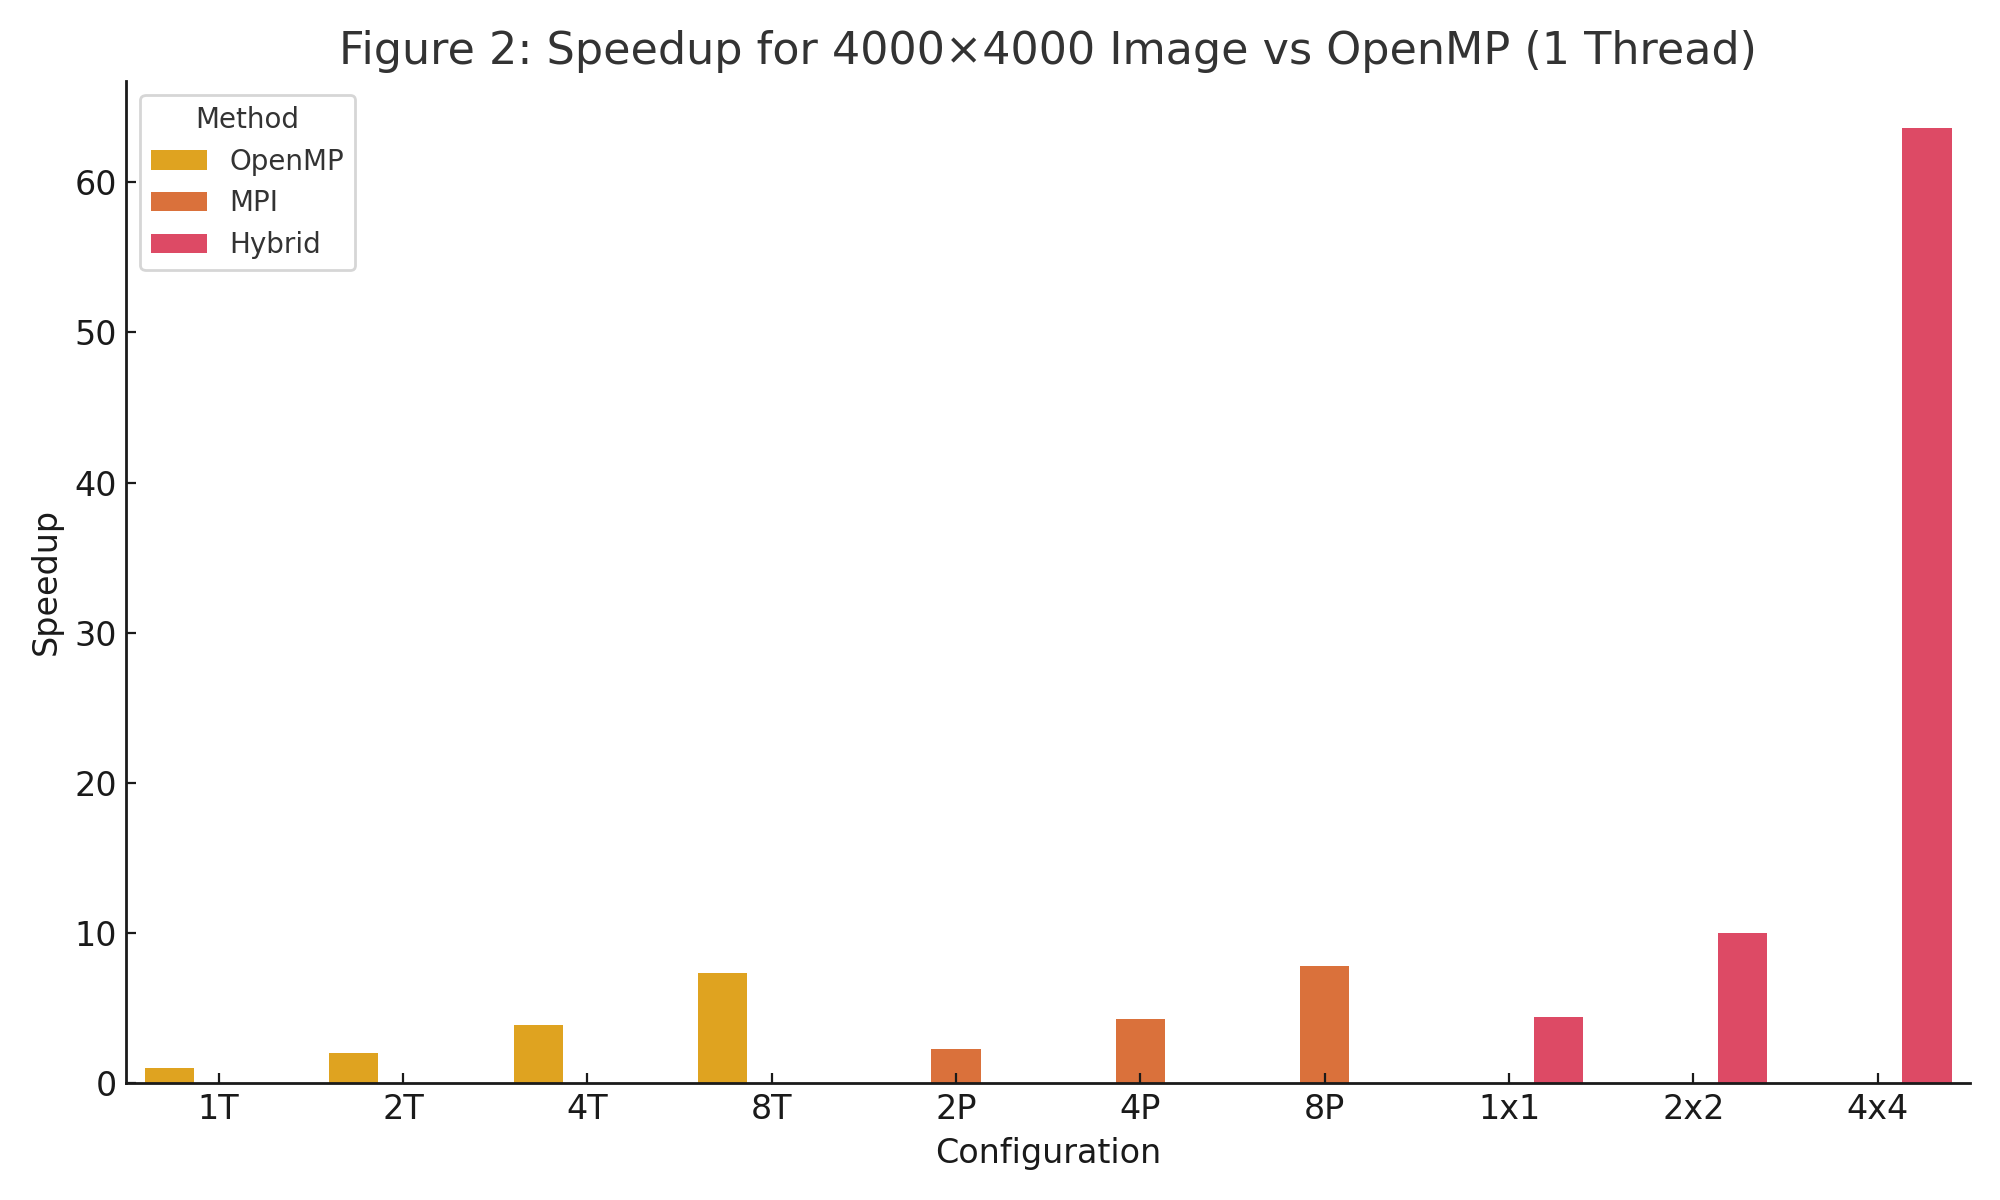 Figure 2: Speedup for 4000×4000 Image vs OpenMP (1 Thread)
Method
OpenMP
MPI
Hybrid
60
50
40
30
20
10
0
Speedup
1T 2T 4T 8T 2P 4P 8P 1x1 2x2 4x4
Configuration